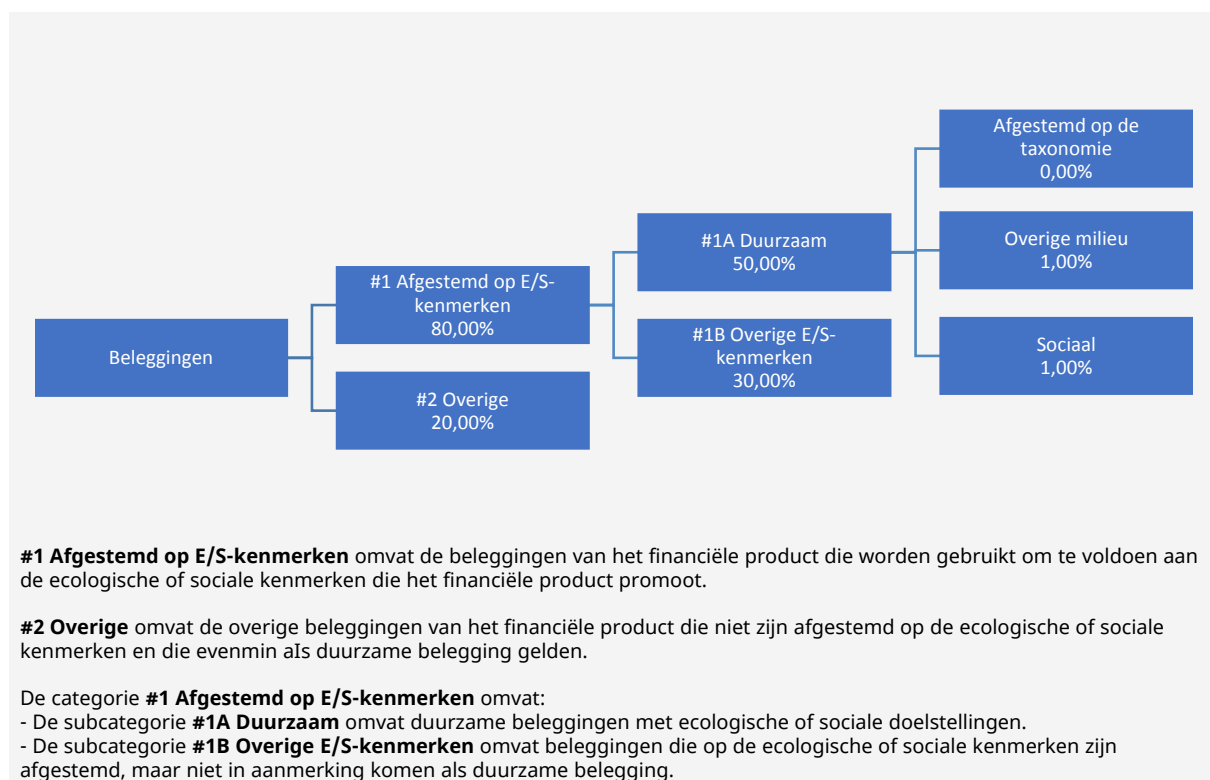 Afgestemd op de
taxonomie
0,00%
#1A Duurzaam
50,00%
Overige milieu
1,00%
#1 Afgestemd op E/S-
kenmerken
80,00%
Beleggingen
#1B Overige E/S-
kenmerken
30,00%
Sociaal
1,00%
#2 Overige
20,00%
#1 Afgestemd op E/S-kenmerken omvat de beleggingen van het financiële product die worden gebruikt om te voldoen aan
de ecologische of sociale kenmerken die het financiële product promoot.
#2 Overige omvat de overige beleggingen van het financiële product die niet zijn afgestemd op de ecologische of sociale
kenmerken en die evenmin aIs duurzame belegging gelden.
De categorie #1 Afgestemd op E/S-kenmerken omvat:
- De subcategorie #1A Duurzaam omvat duurzame beleggingen met ecologische of sociale doelstellingen.
- De subcategorie #1B Overige E/S-kenmerken omvat beleggingen die op de ecologische of sociale kenmerken zijn
afgestemd, maar niet in aanmerking komen als duurzame belegging.